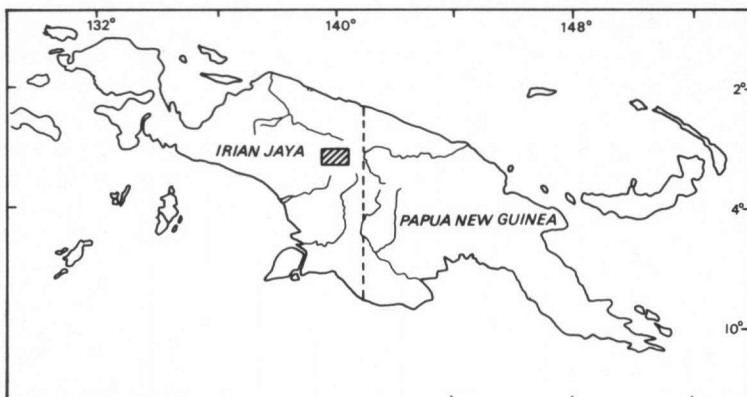 132° 140° 148°
2°
IRIAN JAYA
4°
PAPUA NEW GUINEA
10°